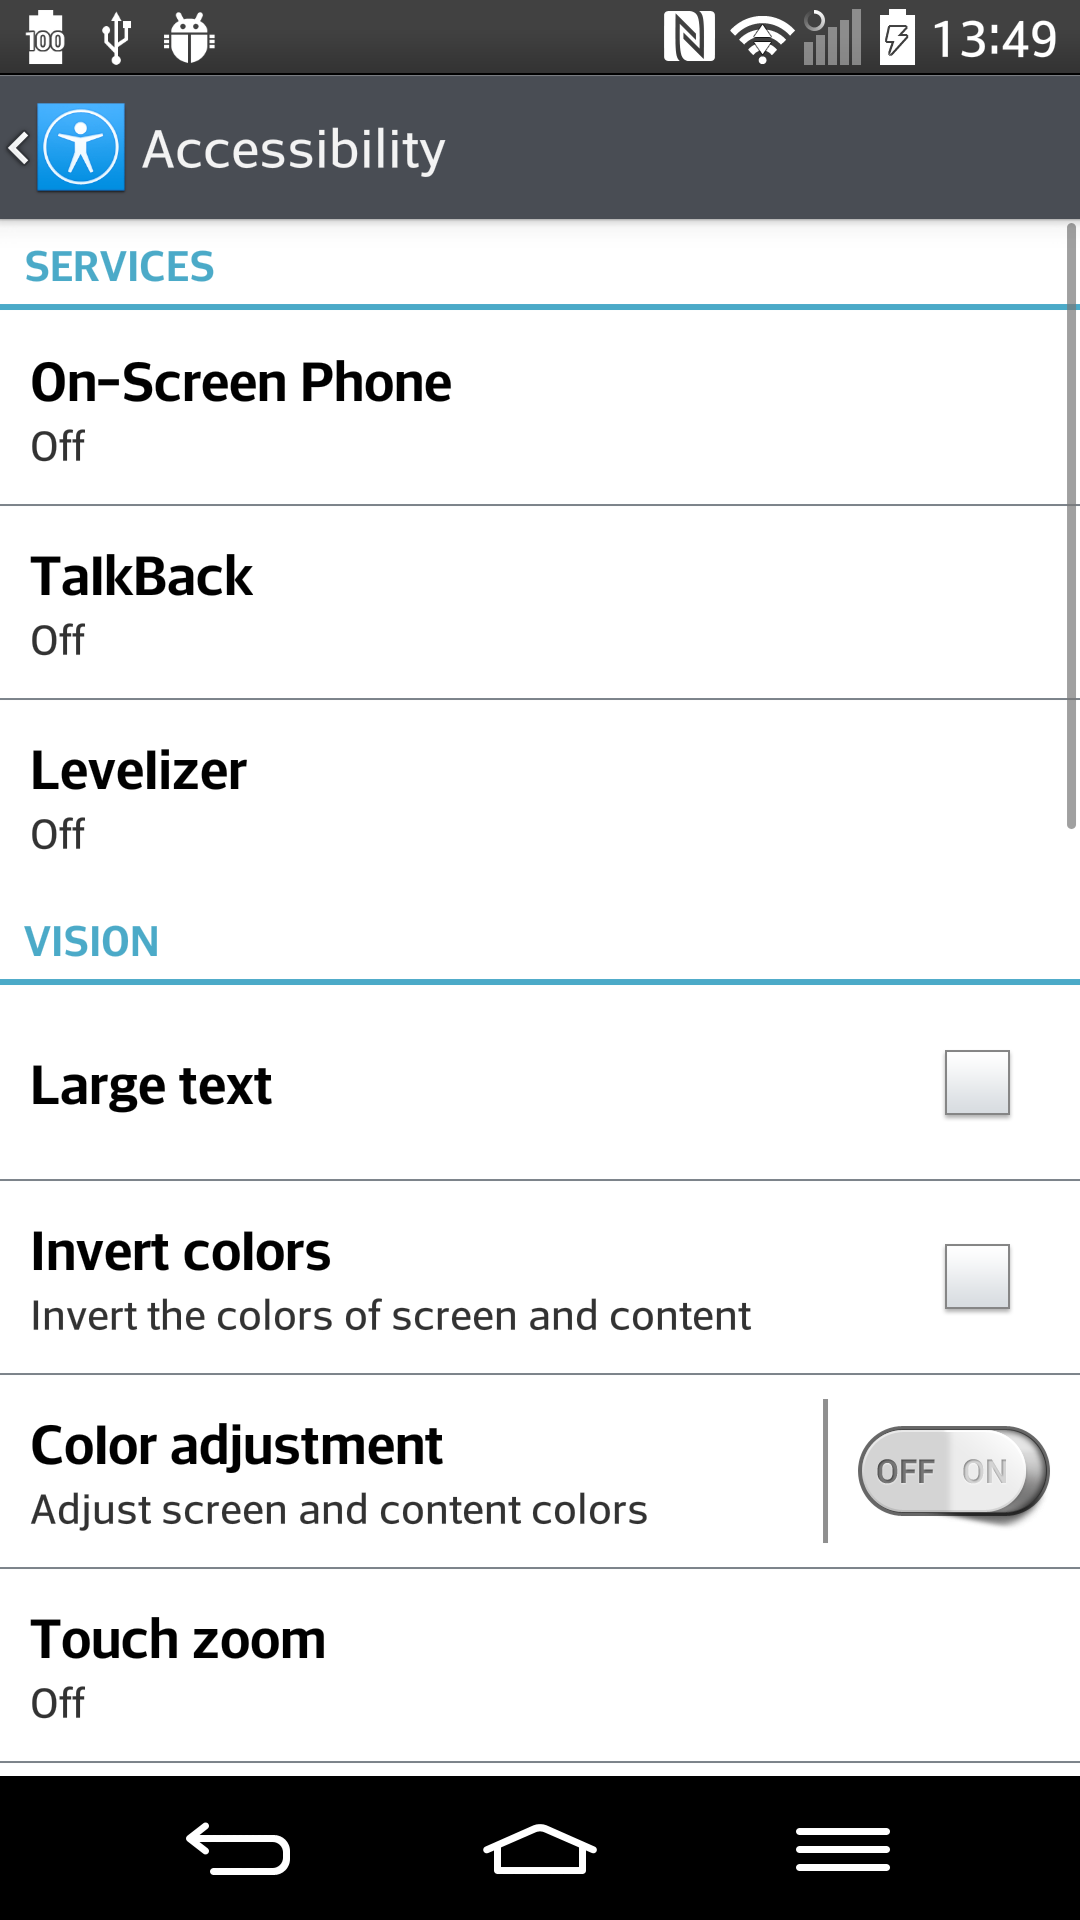 100 13:49
Accessibility
SERVICES
On-Screen Phone
Off
TalkBack
Off
Levelizer
Off
VISION
Large text
Invert colors
Invert the colors of screen and content
Color adjustment
Adjust screen and content colors
OFF ON
Touch zoom
Off